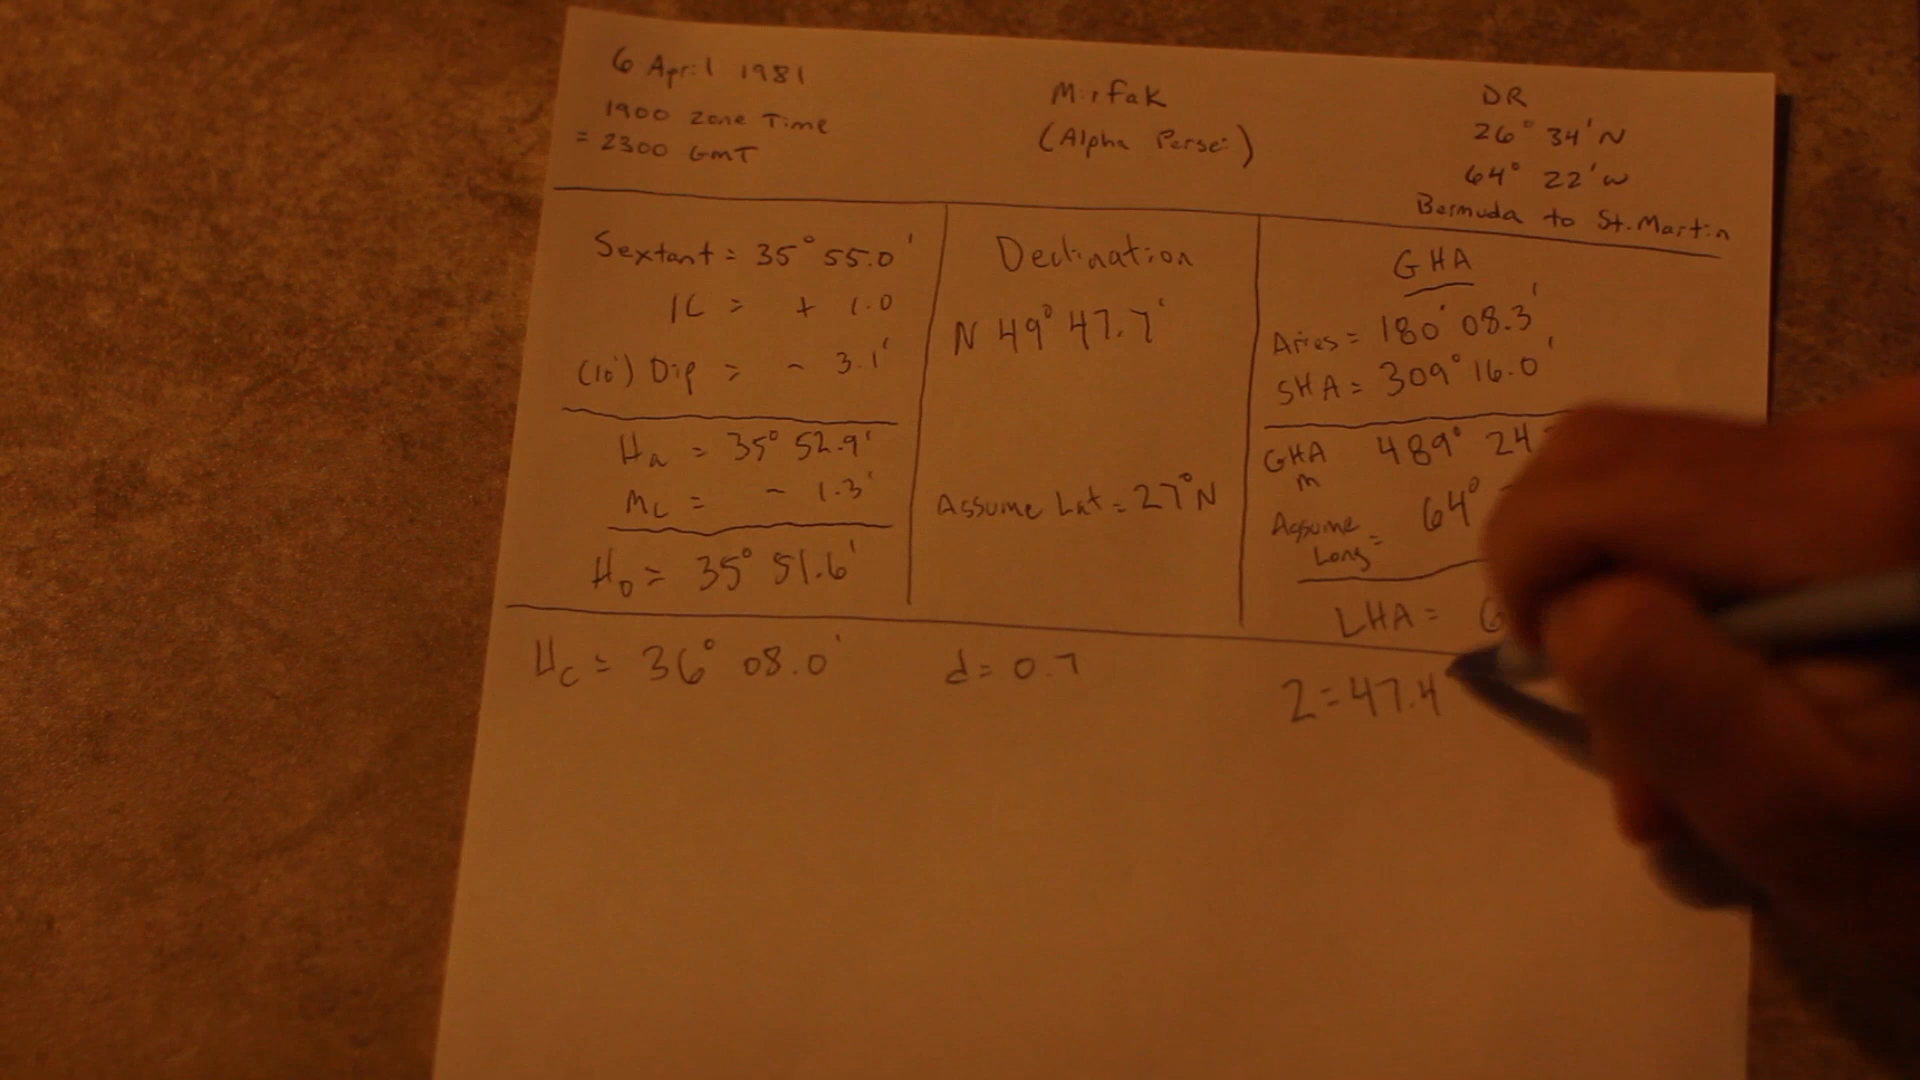 6 April 1981
1900 Zone Time
= 2300 GMT
Mirfak
(Alpha Persei)
DR
26° 34' N
64° 22' W
Bermuda to St. Martin
Sextant = 35° 55.0'
IC = + 1.0
(10') Dip = - 3.1'
Ha = 35° 52.9'
Mc = - 1.3'
Ho = 35° 51.6'
Declination
N 49° 47.7'
Assume Lat = 27° N
GHA
Aries = 180° 08.3'
SHA = 309° 16.0'
GHA 489° 24
m
Assume 64°
Long =
LHA =
Hc = 36° 08.0'
d = 0.7
Z = 47.4